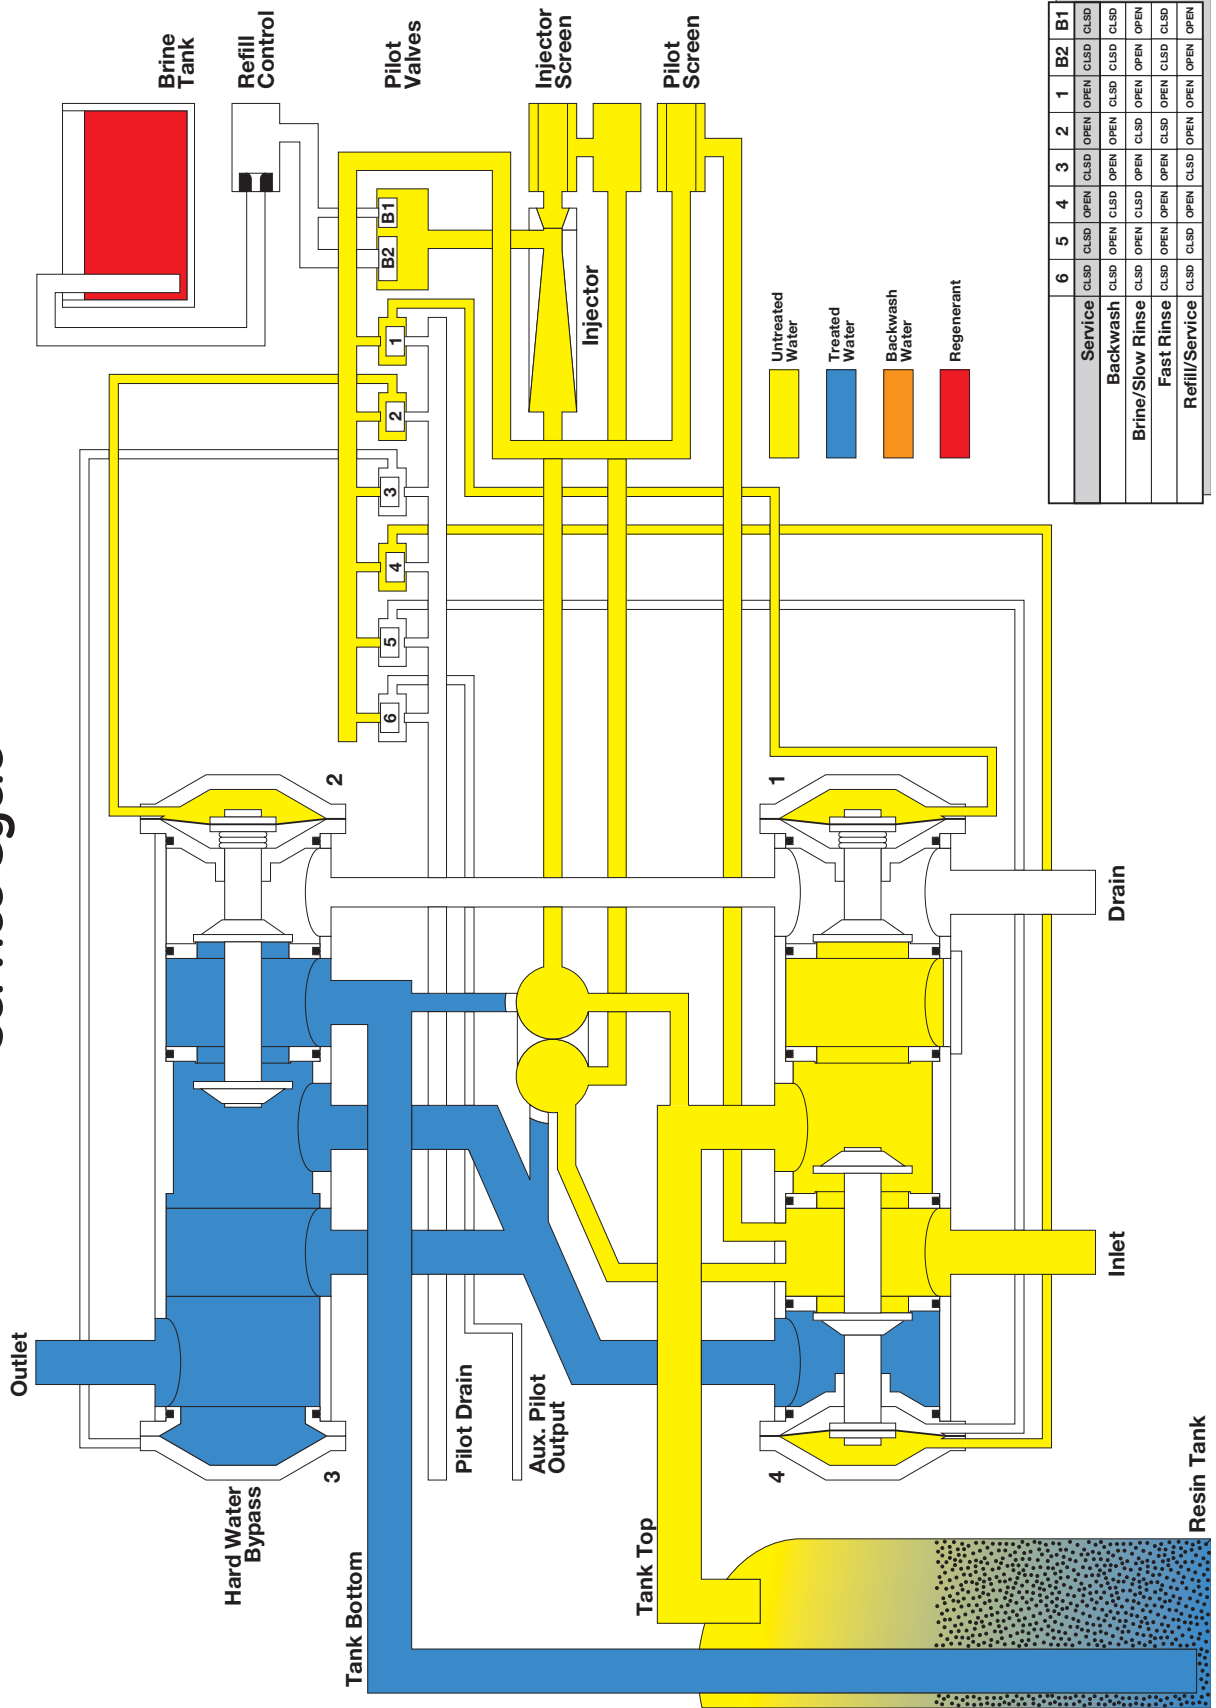 Outlet
Brine
Tank
Refill
Control
Hard Water
Bypass
3
2
Pilot
Valves
6
5
4
3
2
1
B2
B1
Tank Bottom
Pilot Drain
Aux. Pilot
Output
Injector
Screen
Injector
Pilot
Screen
Tank Top
4
1
Untreated
Water
Treated
Water
Backwash
Water
Regenerant
Inlet
Drain
Resin Tank
6 5 4 3 2 1 B2 B1
Service CLSD CLSD OPEN CLSD OPEN OPEN CLSD CLSD
Backwash CLSD OPEN CLSD OPEN OPEN CLSD CLSD CLSD
Brine/Slow Rinse CLSD OPEN CLSD OPEN CLSD OPEN OPEN OPEN
Fast Rinse CLSD OPEN OPEN OPEN CLSD OPEN CLSD CLSD
Refill/Service CLSD CLSD OPEN CLSD OPEN OPEN OPEN OPEN